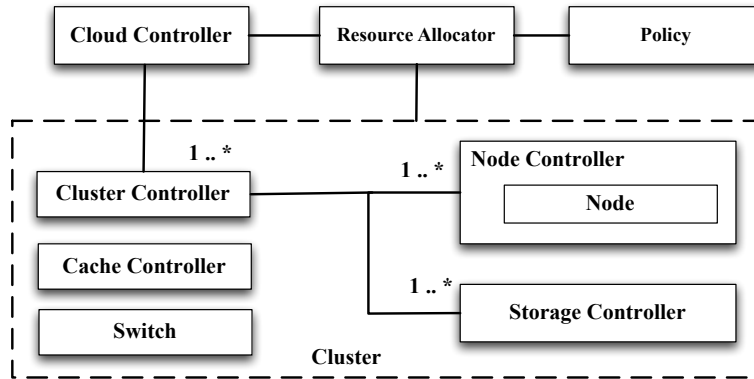 Cloud Controller
Resource Allocator
Policy
1 .. *
1 .. *
Node Controller
Cluster Controller
Node
Cache Controller
1 .. *
Storage Controller
Switch
Cluster